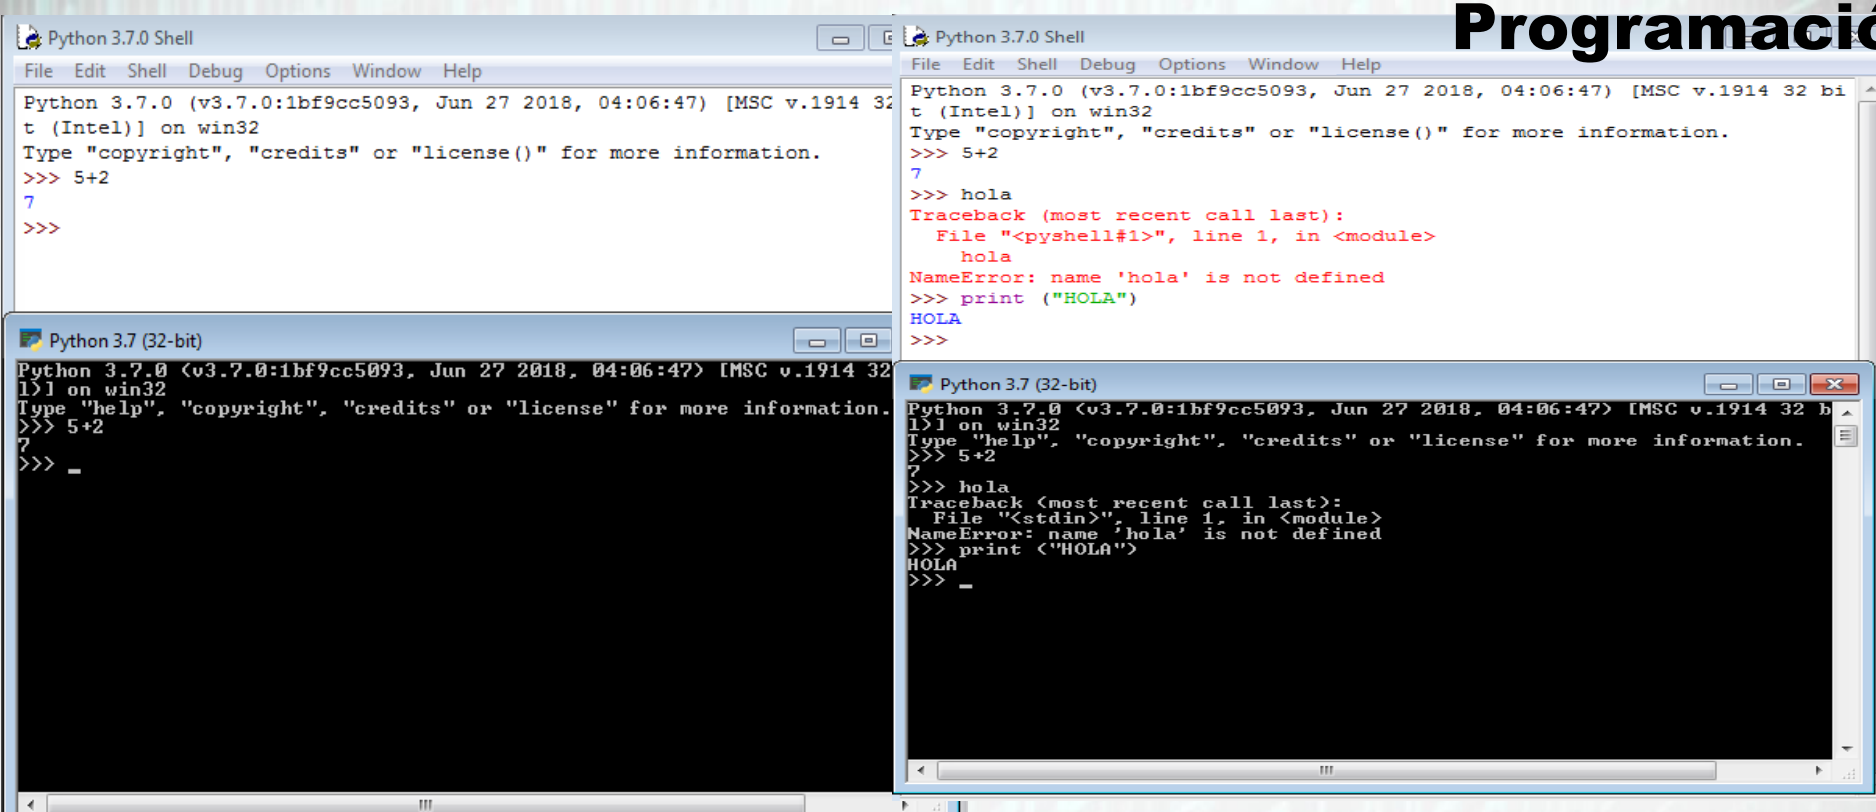 Programació
Python 3.7.0 Shell
File Edit Shell Debug Options Window Help
Python 3.7.0 (v3.7.0:1bf9cc5093, Jun 27 2018, 04:06:47) [MSC v.1914 32
t (Intel)] on win32
Type "copyright", "credits" or "license()" for more information.
>>> 5+2
7
>>>
Python 3.7 (32-bit)
Python 3.7.0 (v3.7.0:1bf9cc5093, Jun 27 2018, 04:06:47) [MSC v.1914 32
l)] on win32
Type "help", "copyright", "credits" or "license" for more information.
>>> 5+2
7
>>> _
Python 3.7.0 Shell
File Edit Shell Debug Options Window Help
Python 3.7.0 (v3.7.0:1bf9cc5093, Jun 27 2018, 04:06:47) [MSC v.1914 32 bi
t (Intel)] on win32
Type "copyright", "credits" or "license()" for more information.
>>> 5+2
7
>>> hola
Traceback (most recent call last):
  File "<pyshell#1>", line 1, in <module>
    hola
NameError: name 'hola' is not defined
>>> print ("HOLA")
HOLA
>>>
Python 3.7 (32-bit)
Python 3.7.0 (v3.7.0:1bf9cc5093, Jun 27 2018, 04:06:47) [MSC v.1914 32 b
l)] on win32
Type "help", "copyright", "credits" or "license" for more information.
>>> 5+2
7
>>> hola
Traceback (most recent call last):
  File "<stdin>", line 1, in <module>
NameError: name 'hola' is not defined
>>> print ("HOLA")
HOLA
>>> _